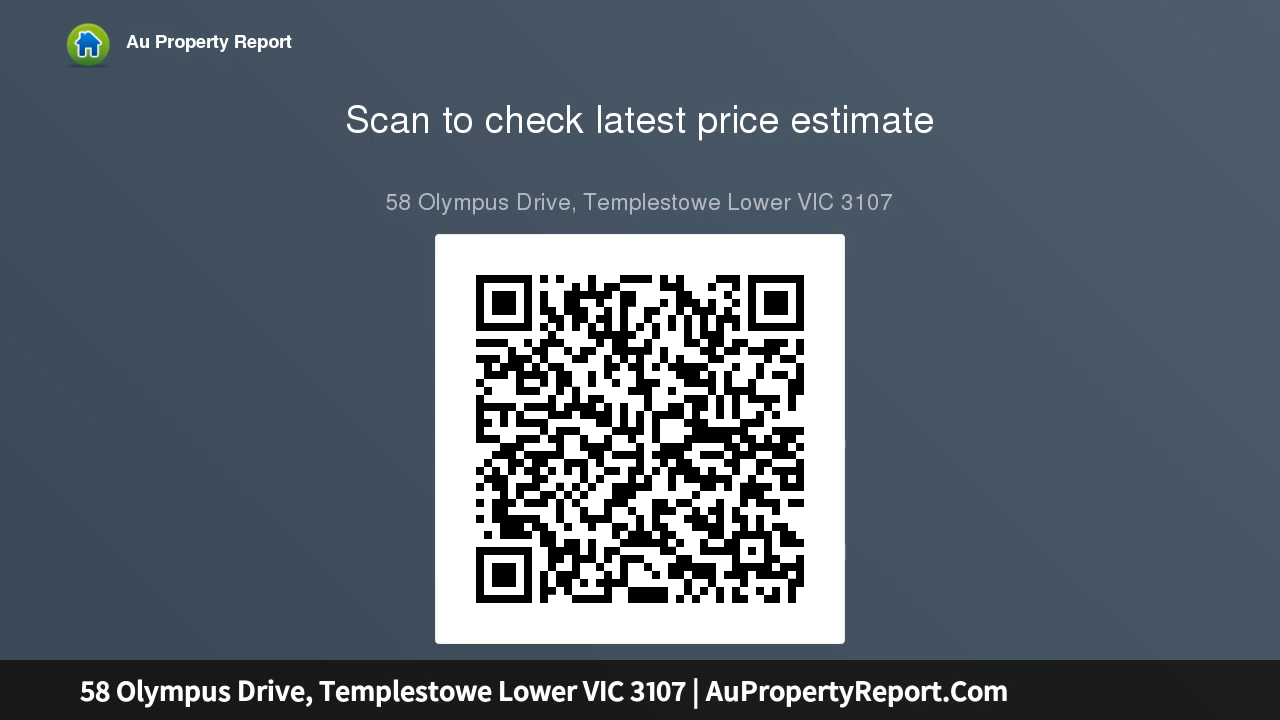 Au Property Report
Scan to check latest price estimate
58 Olympus Drive, Templestowe Lower VIC 3107
58 Olympus Drive, Templestowe Lower VIC 3107 | AuPropertyReport.Com